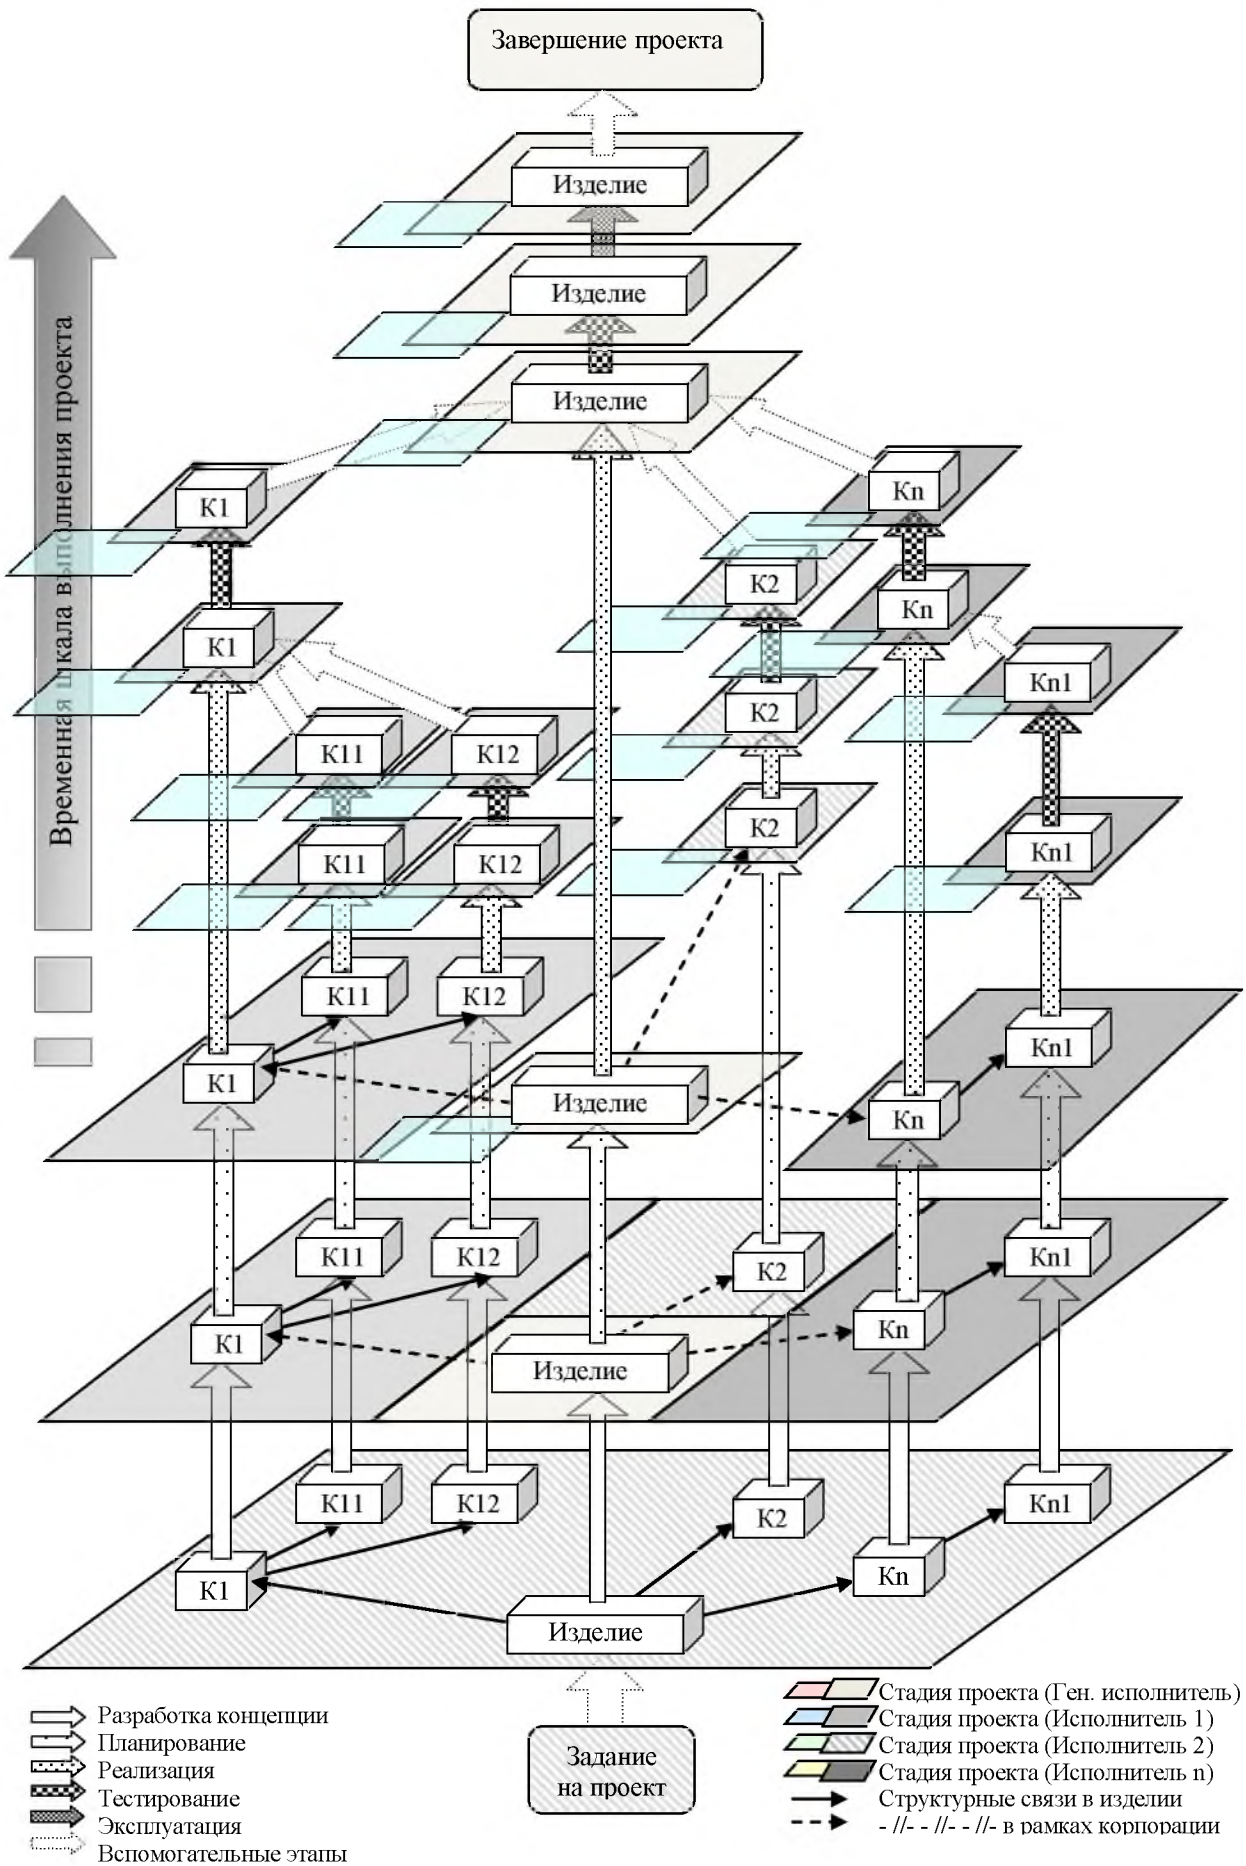 Завершение проекта
Изделие
Изделие
Изделие
Временная шкала выполнения проекта
К1
Кn
К2
Кn
К1
Кn1
К2
К11
К12
К2
К11
К12
Кn1
К11
К12
Кn1
К1
Изделие
Кn
К11
К12
К2
Кn1
К1
Изделие
Кn
К11
К12
К2
Кn1
К1
Кn
Изделие
Задание
на проект
Разработка концепции
Планирование
Реализация
Тестирование
Эксплуатация
Вспомогательные этапы
Стадия проекта (Ген. исполнитель)
Стадия проекта (Исполнитель 1)
Стадия проекта (Исполнитель 2)
Стадия проекта (Исполнитель n)
Структурные связи в изделии
- //- - //- - //- в рамках корпорации